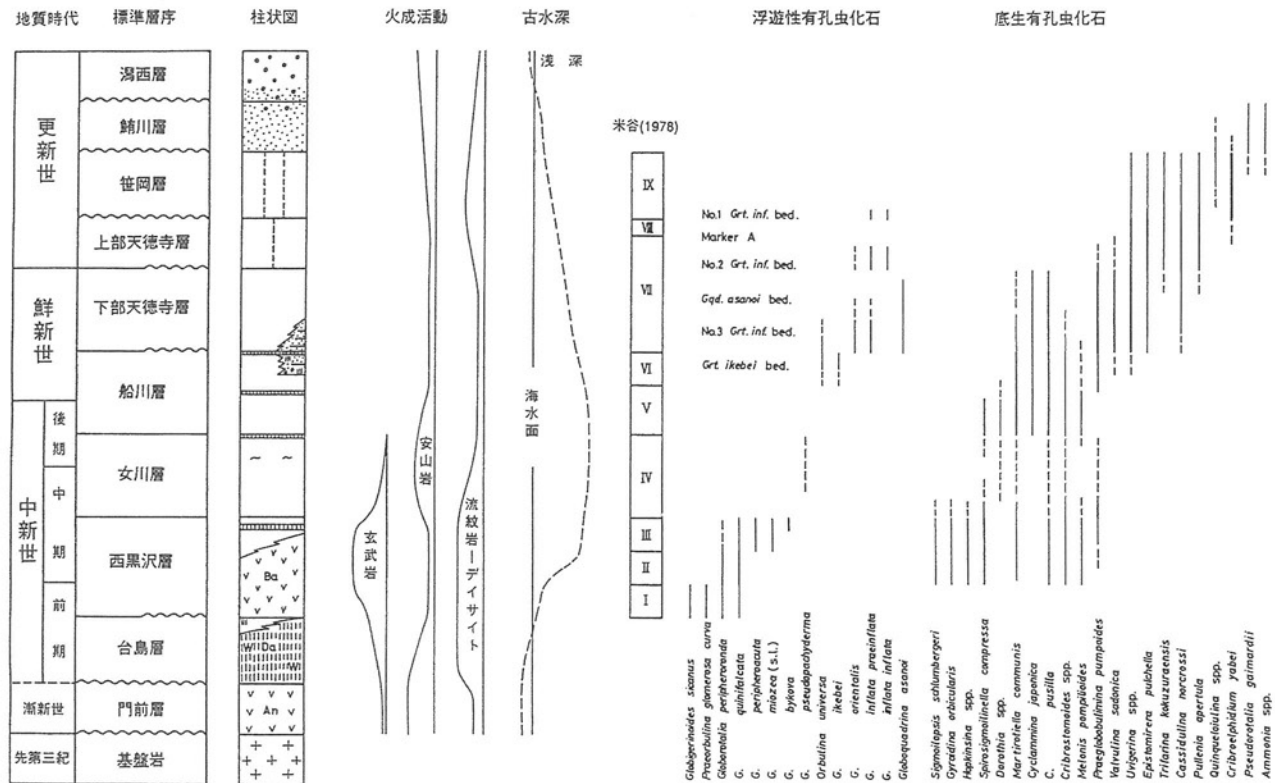 地質時代 標準層序 柱状図 火成活動 古水深 浮遊性有孔虫化石 底生有孔虫化石
浅 深
潟西層
鮪川層
米谷(1978)
更新世
笹岡層
IX
No.1 Grt. inf. bed.
VIII
Marker A
上部天徳寺層
No.2 Grt. inf. bed.
VII
鮮新世
下部天徳寺層
Gqd. asanoi bed.
No.3 Grt. inf. bed.
VI
Grt. ikebei bed.
船川層
V
海水面
中新世
後期
中期
前期
女川層
IV
安山岩
流紋岩ーデイサイト
玄武岩
III
西黒沢層
II
Ba
I
台島層
Da
W
W
漸新世
門前層
An
先第三紀
基盤岩
Globigerinoides sicanus
Praeorbulina glomerosa curva
Globorotalia peripheroronda
G. quinifalcata
G. peripheroacuta
G. miozea (s.l.)
G. bykova
G. pseudopachyderma
Orbulina universa
G. ikebei
G. orientalis
G. inflata praeinflata
G. inflata inflata
Globoquadrina asanoi
Sigmoilopsis schlumbergeri
Gyroidina orbicularis
Hopkinsina spp.
Spirosigmoilinella compressa
Dorothia spp.
Martinottiella communis
Cyclammina japonica
C. pusilla
Cribrostomoides spp.
Melonis pompilioides
Praeglobobulimina pupoides
Valvulina sadonica
Uvigerina spp.
Epistominella pulchella
Trifarina kokuzuraensis
Cassidulina norcrossi
Pullenia apertula
Quinqueloculina spp.
Cribroelphidium yabei
Pseudorotalia gaimardii
Ammonia spp.